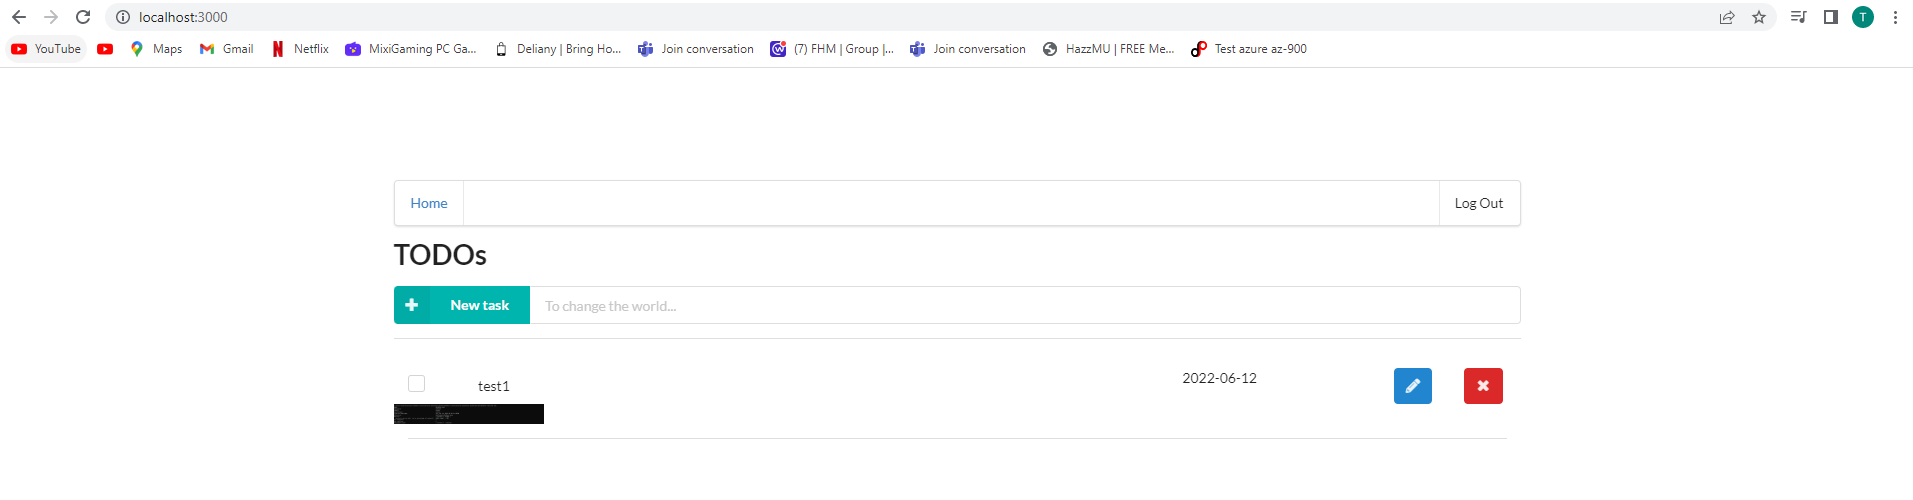 localhost:3000
YouTube Maps Gmail Netflix MixiGaming PC Ga... Deliany | Bring Ho... Join conversation (7) FHM | Group |... Join conversation HazzMU | FREE Me... Test azure az-900
T
Home Log Out
TODOs
New task To change the world...
test1 2022-06-12